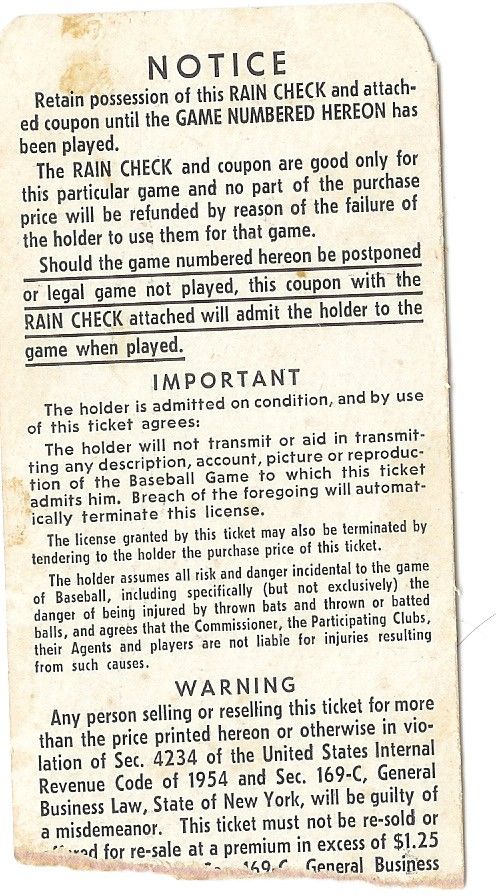 NOTICE
Retain possession of this RAIN CHECK and attach-
ed coupon until the GAME NUMBERED HEREON has
been played.
The RAIN CHECK and coupon are good only for
this particular game and no part of the purchase
price will be refunded by reason of the failure of
the holder to use them for that game.
Should the game numbered hereon be postponed
or legal game not played, this coupon with the
RAIN CHECK attached will admit the holder to the
game when played.
IMPORTANT
The holder is admitted on condition, and by use
of this ticket agrees:
The holder will not transmit or aid in transmit-
ting any description, account, picture or reproduc-
tion of the Baseball Game to which this ticket
admits him. Breach of the foregoing will automat-
ically terminate this license.
The license granted by this ticket may also be terminated by
tendering to the holder the purchase price of this ticket.
The holder assumes all risk and danger incidental to the game
of Baseball, including specifically (but not exclusively) the
danger of being injured by thrown bats and thrown or batted
balls, and agrees that the Commissioner, the Participating Clubs,
their Agents and players are not liable for injuries resulting
from such causes.
WARNING
Any person selling or reselling this ticket for more
than the price printed hereon or otherwise in vio-
lation of Sec. 4234 of the United States Internal
Revenue Code of 1954 and Sec. 169-C, General
Business Law, State of New York, will be guilty of
a misdemeanor. This ticket must not be re-sold or
for re-sale at a premium in excess of $1.25
169-C, General Business